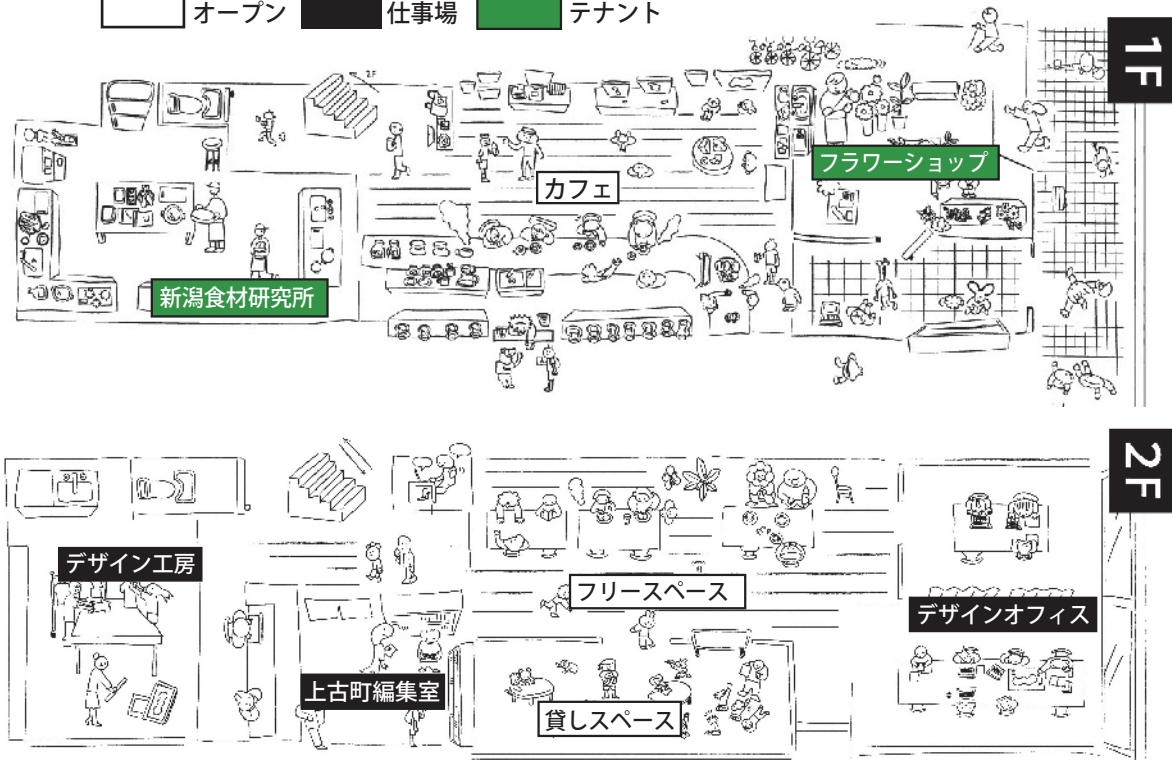 オープン 仕事場 テナント
1F
2F
フラワーショップ
カフェ
新潟食材研究所
2F
デザイン工房
フリースペース
デザインオフィス
上古町編集室
貸しスペース